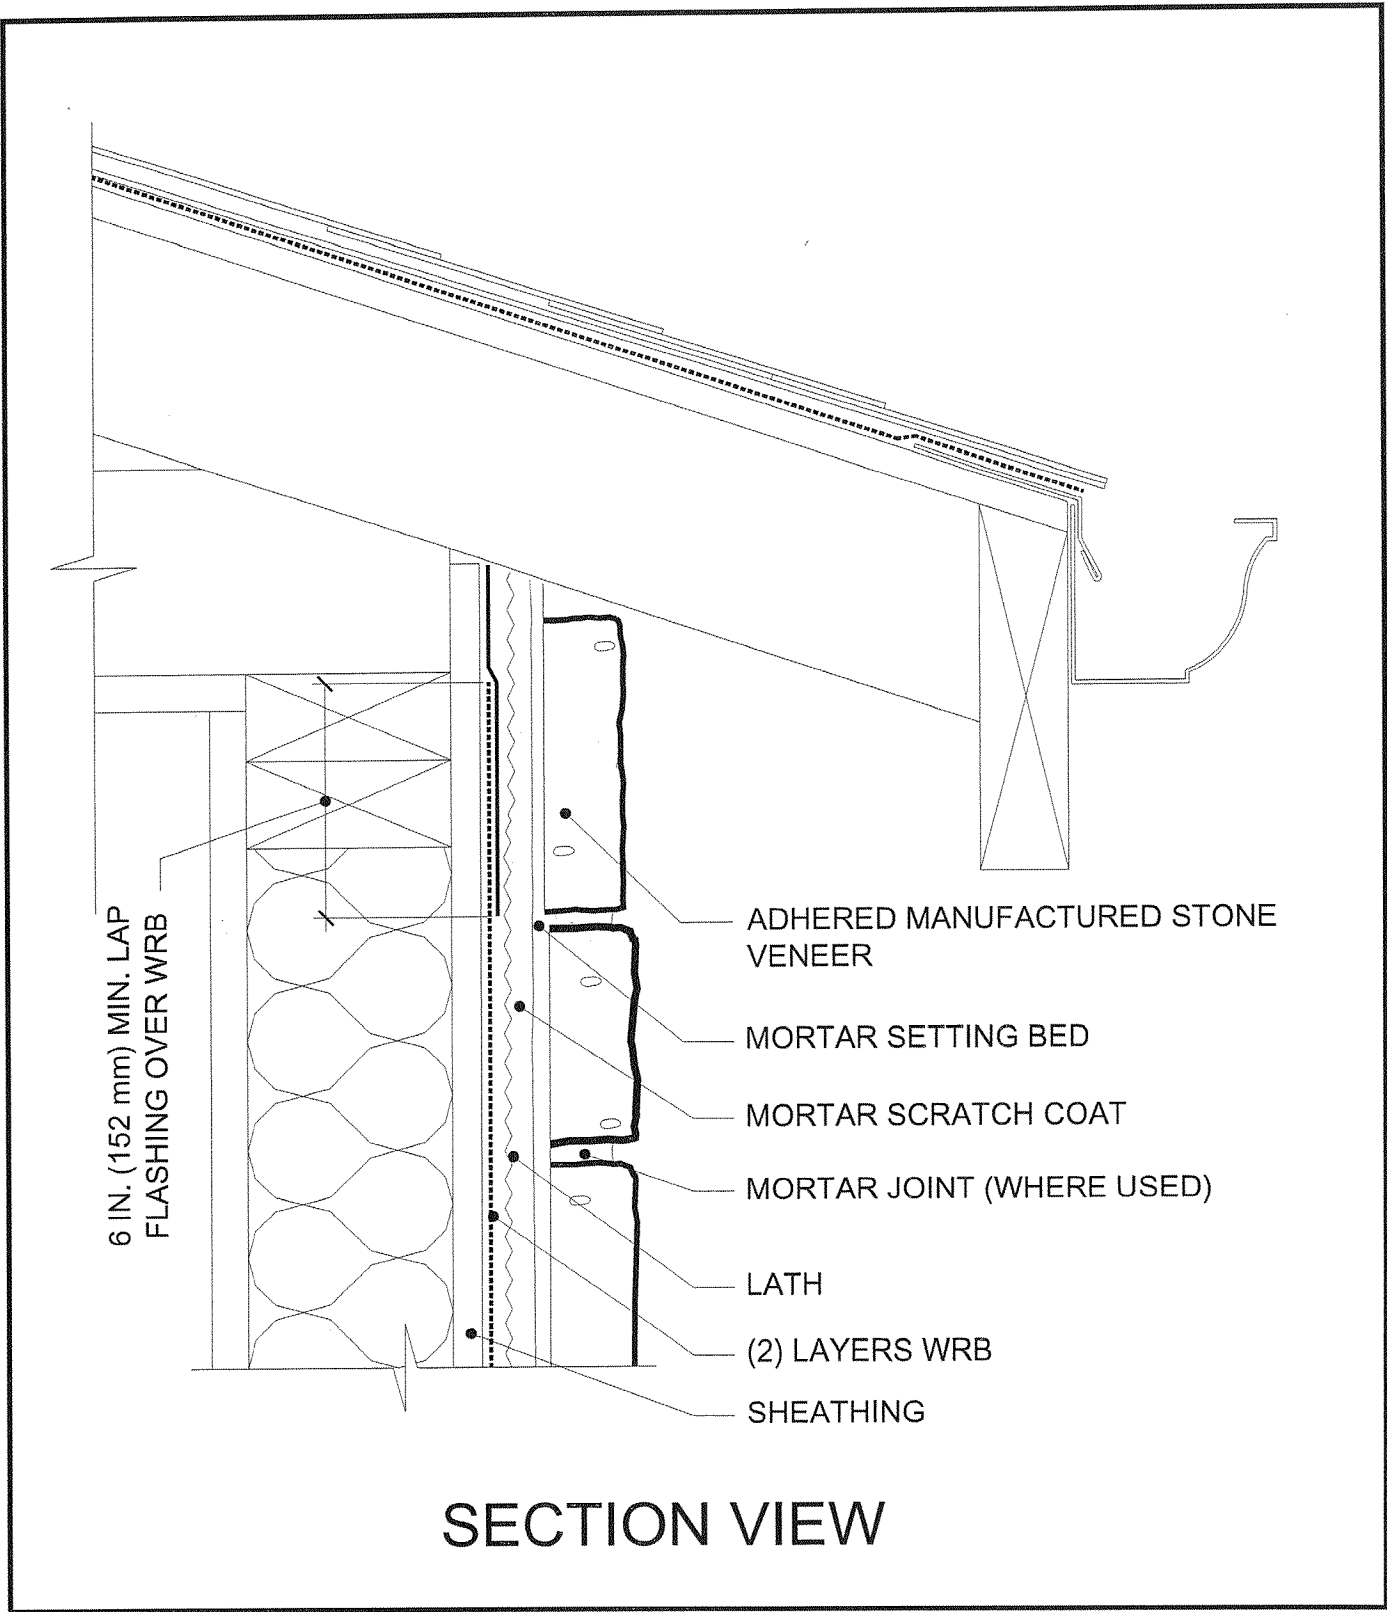 6 IN. (152 mm) MIN. LAP
FLASHING OVER WRB
ADHERED MANUFACTURED STONE
VENEER
MORTAR SETTING BED
MORTAR SCRATCH COAT
MORTAR JOINT (WHERE USED)
LATH
(2) LAYERS WRB
SHEATHING
SECTION VIEW